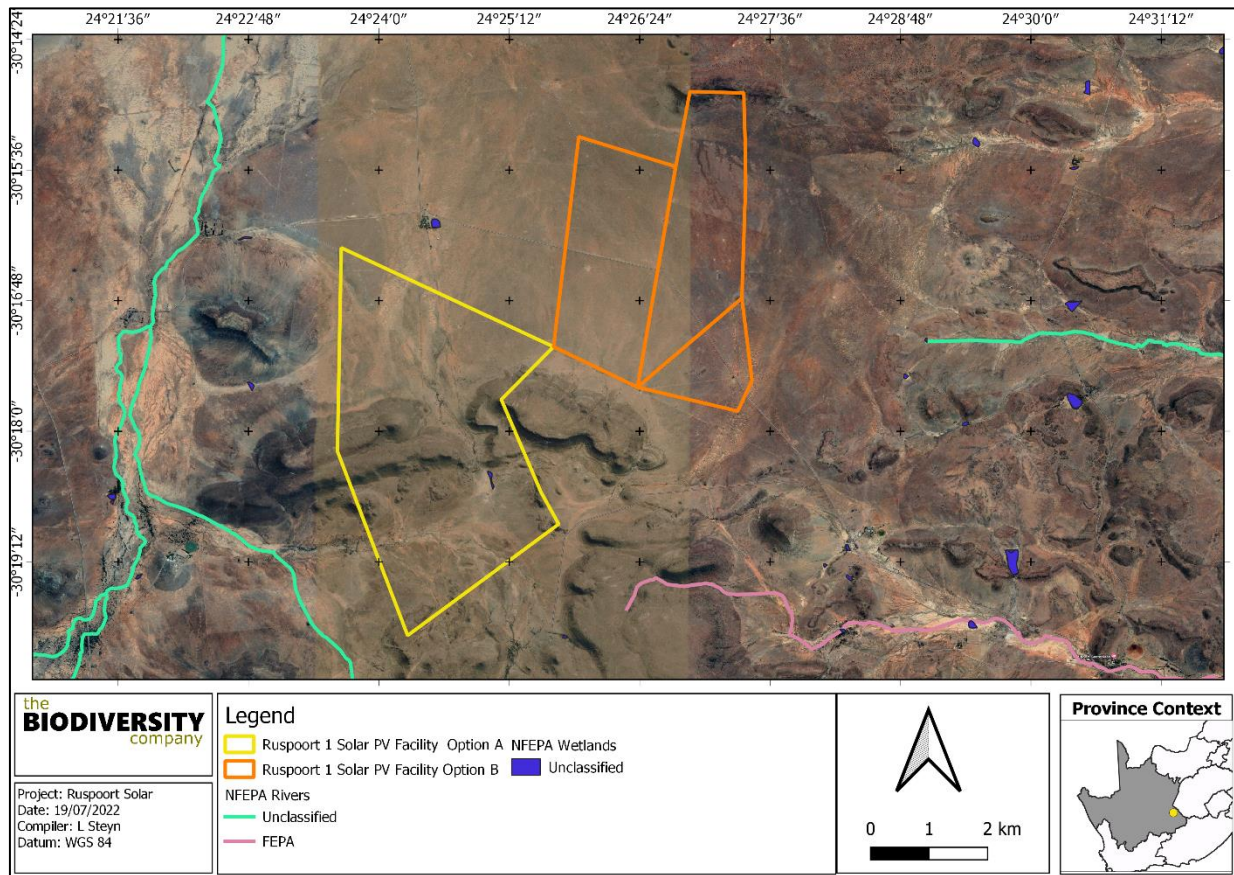 24°21′36″ 24°22′48″ 24°24′0″ 24°25′12″ 24°26′24″ 24°27′36″ 24°28′48″ 24°30′0″ 24°31′12″
-30°14′24″
-30°15′36″
-30°16′48″
-30°18′0″
-30°19′12″
the
BIODIVERSITY
company
Project: Ruspoort Solar
Date: 19/07/2022
Compiler: L Steyn
Datum: WGS 84
Legend
Ruspoort 1 Solar PV Facility Option A
Ruspoort 1 Solar PV Facility Option B
NFEPA Rivers
Unclassified
FEPA
NFEPA Wetlands
Unclassified
0 1 2 km
Province Context